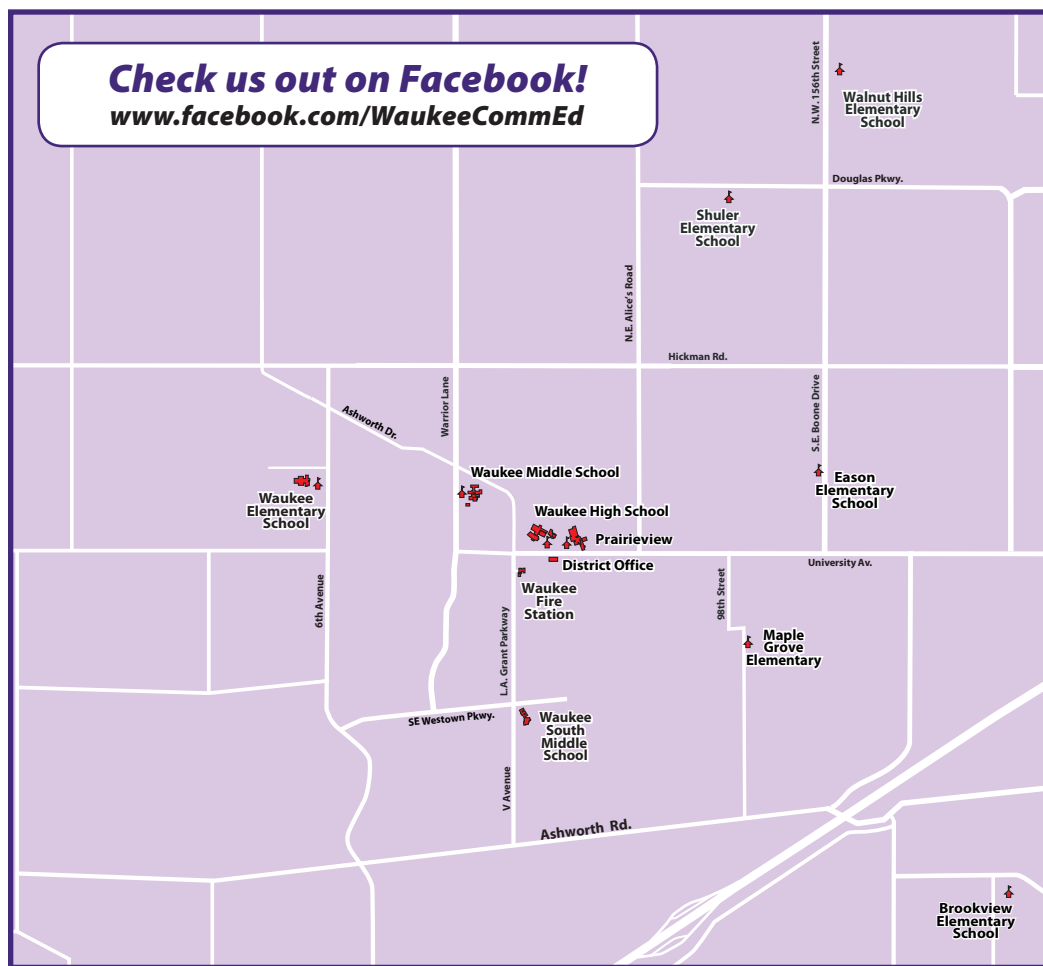 Check us out on Facebook!
www.facebook.com/WaukeeCommEd
N.W. 156th Street
Walnut Hills
Elementary
School
Douglas Pkwy.
Shuler
Elementary
School
N.E. Alice's Road
Hickman Rd.
Warrior Lane
S.E. Boone Drive
Ashworth Dr.
Waukee Middle School
Eason
Elementary
School
Waukee
Elementary
School
Waukee High School
Prairieview
University Av.
District Office
Waukee
Fire
Station
6th Avenue
98th Street
L.A. Grant Parkway
Maple
Grove
Elementary
SE Westown Pkwy.
Waukee
South
Middle
School
V Avenue
Ashworth Rd.
Brookview
Elementary
School